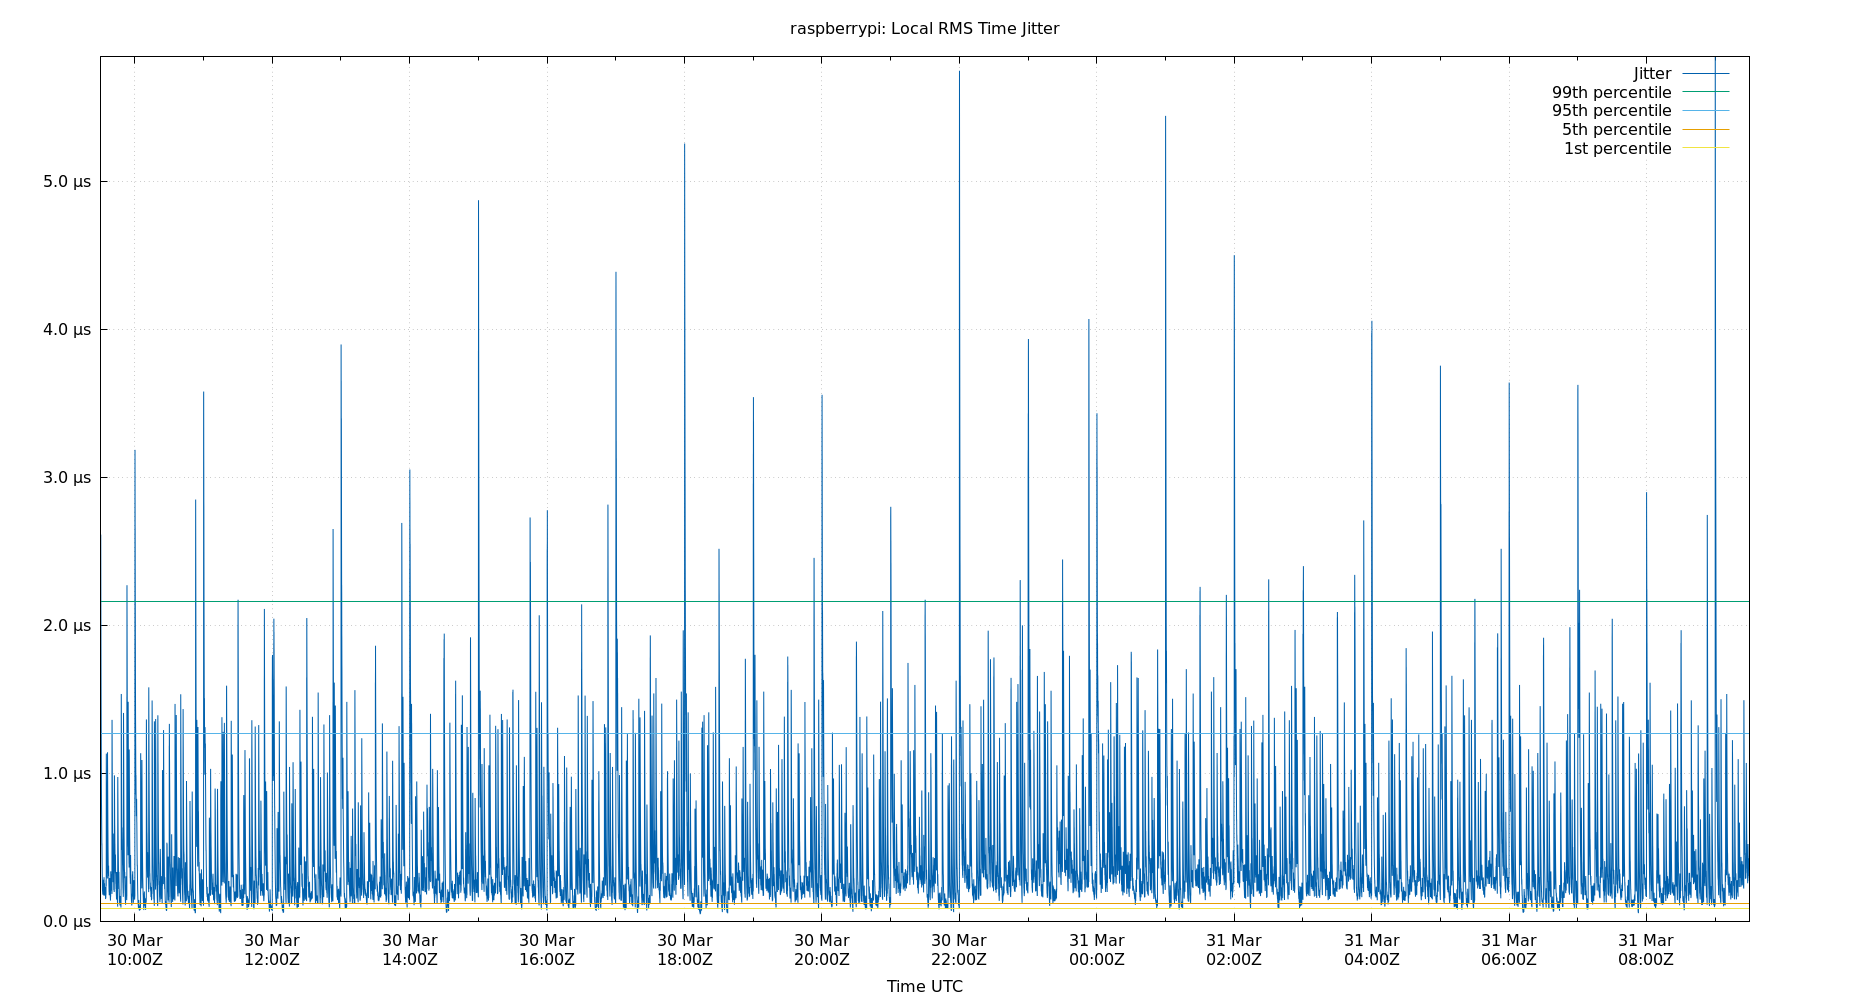 raspberrypi: Local RMS Time Jitter
Jitter
99th percentile
95th percentile
5th percentile
1st percentile
5.0 µs
4.0 µs
3.0 µs
2.0 µs
1.0 µs
0.0 µs
30 Mar 30 Mar 30 Mar 30 Mar 30 Mar 30 Mar 30 Mar 31 Mar 31 Mar 31 Mar 31 Mar 31 Mar
10:00Z 12:00Z 14:00Z 16:00Z 18:00Z 20:00Z 22:00Z 00:00Z 02:00Z 04:00Z 06:00Z 08:00Z
Time UTC